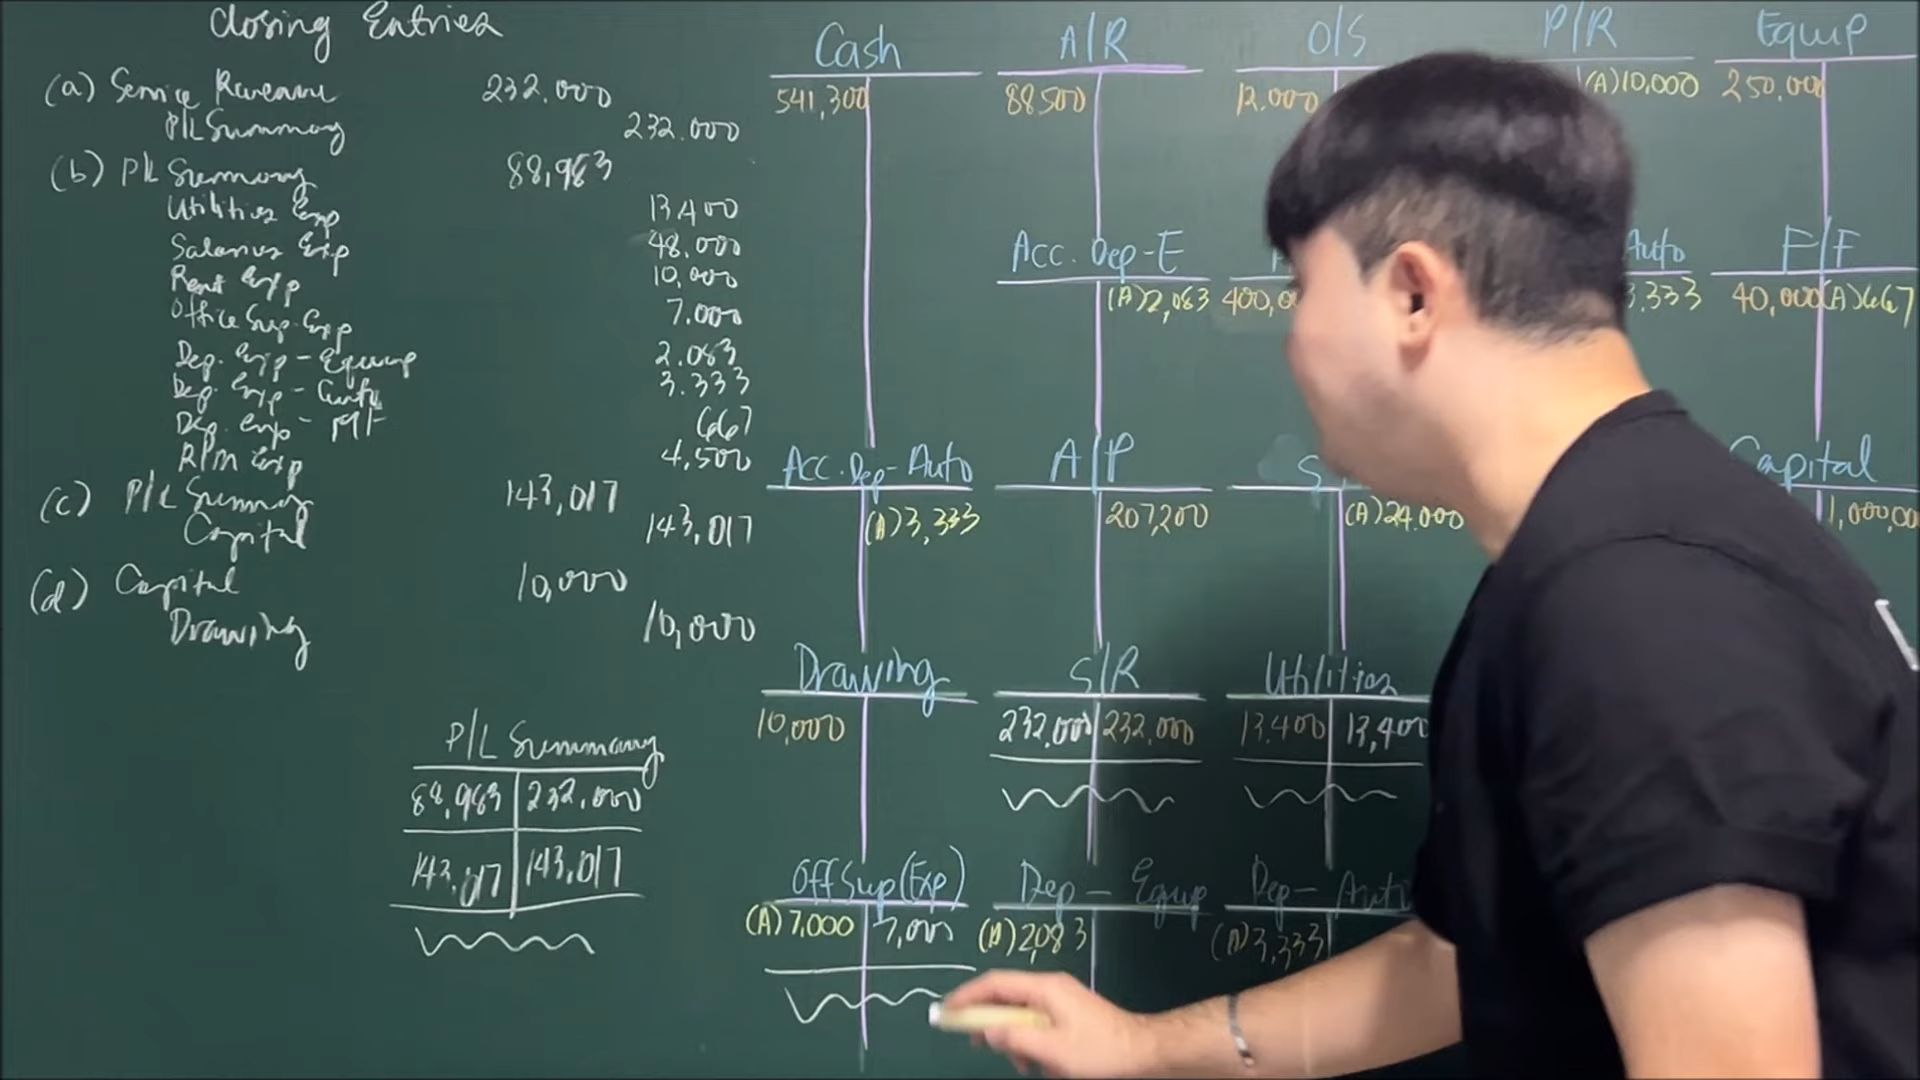 Closing Entries
(a) Service Revenue 232.000
P/L Summary 232.000
(b) P/L Summary 88,983
Utilities Exp 13,400
Salaries Exp 48.000
Rent Exp 10,000
Office Sup. Exp 7.000
Dep. Exp - Equip 2.083
Dep. Exp - Auto 3.333
Dep. Exp - F/F 667
R/M Exp 4,500
(c) P/L Summary 143,017
Capital 143,017
(d) Capital 10,000
Drawing 10,000
P/L Summary
88,983 232,000
143,017 143,017
Cash A/R O/S P/R Equip
541,300 88,500 12.000 (A)10,000 250,000
Acc. Dep-E Auto F/F
(A)2,083 400,0 3.333 40,000 (A)667
Acc. Dep-Auto A/P S Capital
(A)3,333 207,200 (A)24.000 1,000,00
Drawing S/R Utilities
10,000 232,000 232,000 13,400 13,400
Off Sup (Exp) Dep - Equip Dep - Auto
(A)7,000 7,000 (A)2,083 (A)3,333